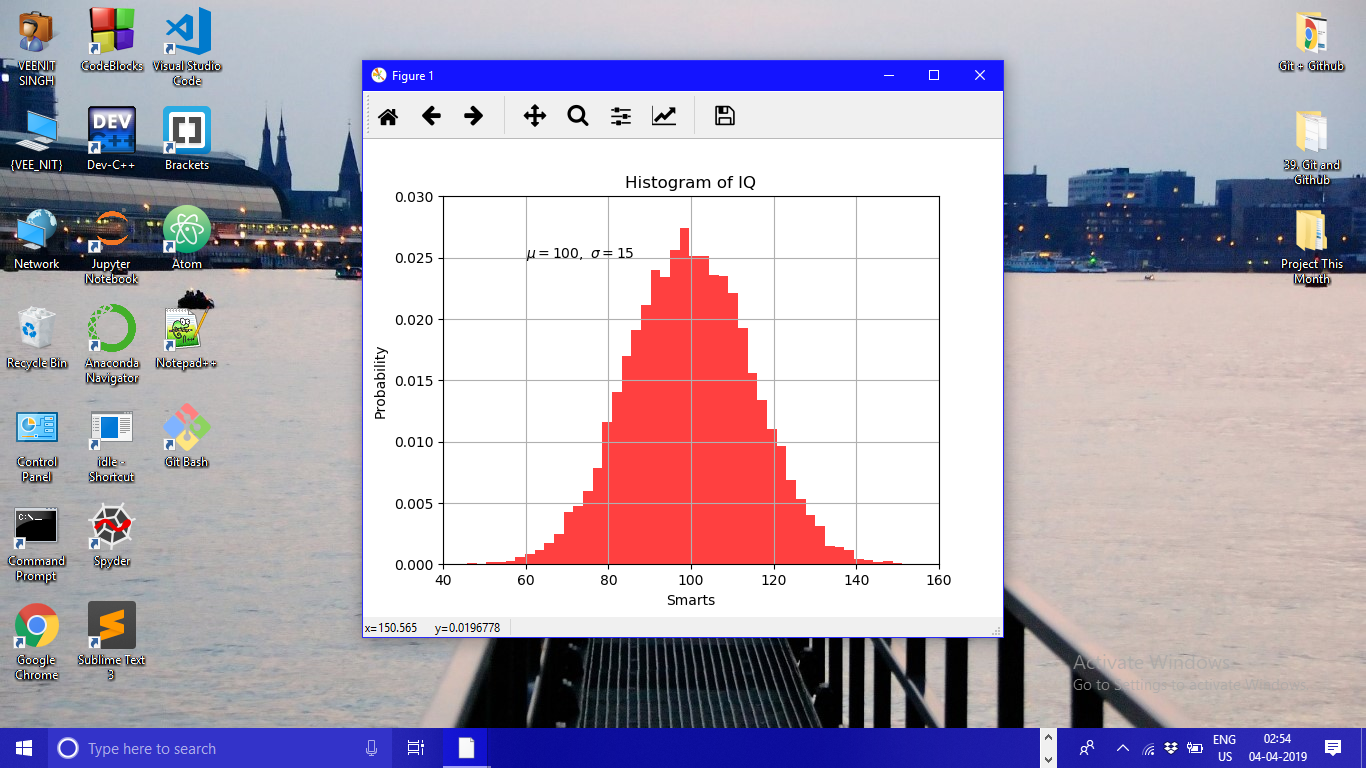 VEENIT
SINGH
CodeBlocks
Visual Studio
Code
{VEE_NIT}
DEV
C++
Dev-C++
Brackets
Network
Jupyter
Notebook
Atom
Recycle Bin
Anaconda
Navigator
Notepad++
Control
Panel
idle -
Shortcut
Git Bash
C:\_
Command
Prompt
Spyder
Google
Chrome
Sublime Text
3
Figure 1
Histogram of IQ
μ = 100, σ = 15
Probability
0.030
0.025
0.020
0.015
0.010
0.005
0.000
40 60 80 100 120 140 160
Smarts
x=150.565 y=0.0196778
Git + Github
39. Git and
Github
Project This
Month
Activate Windows
Go to Settings to activate Windows.
Type here to search
ENG
US
02:54
04-04-2019